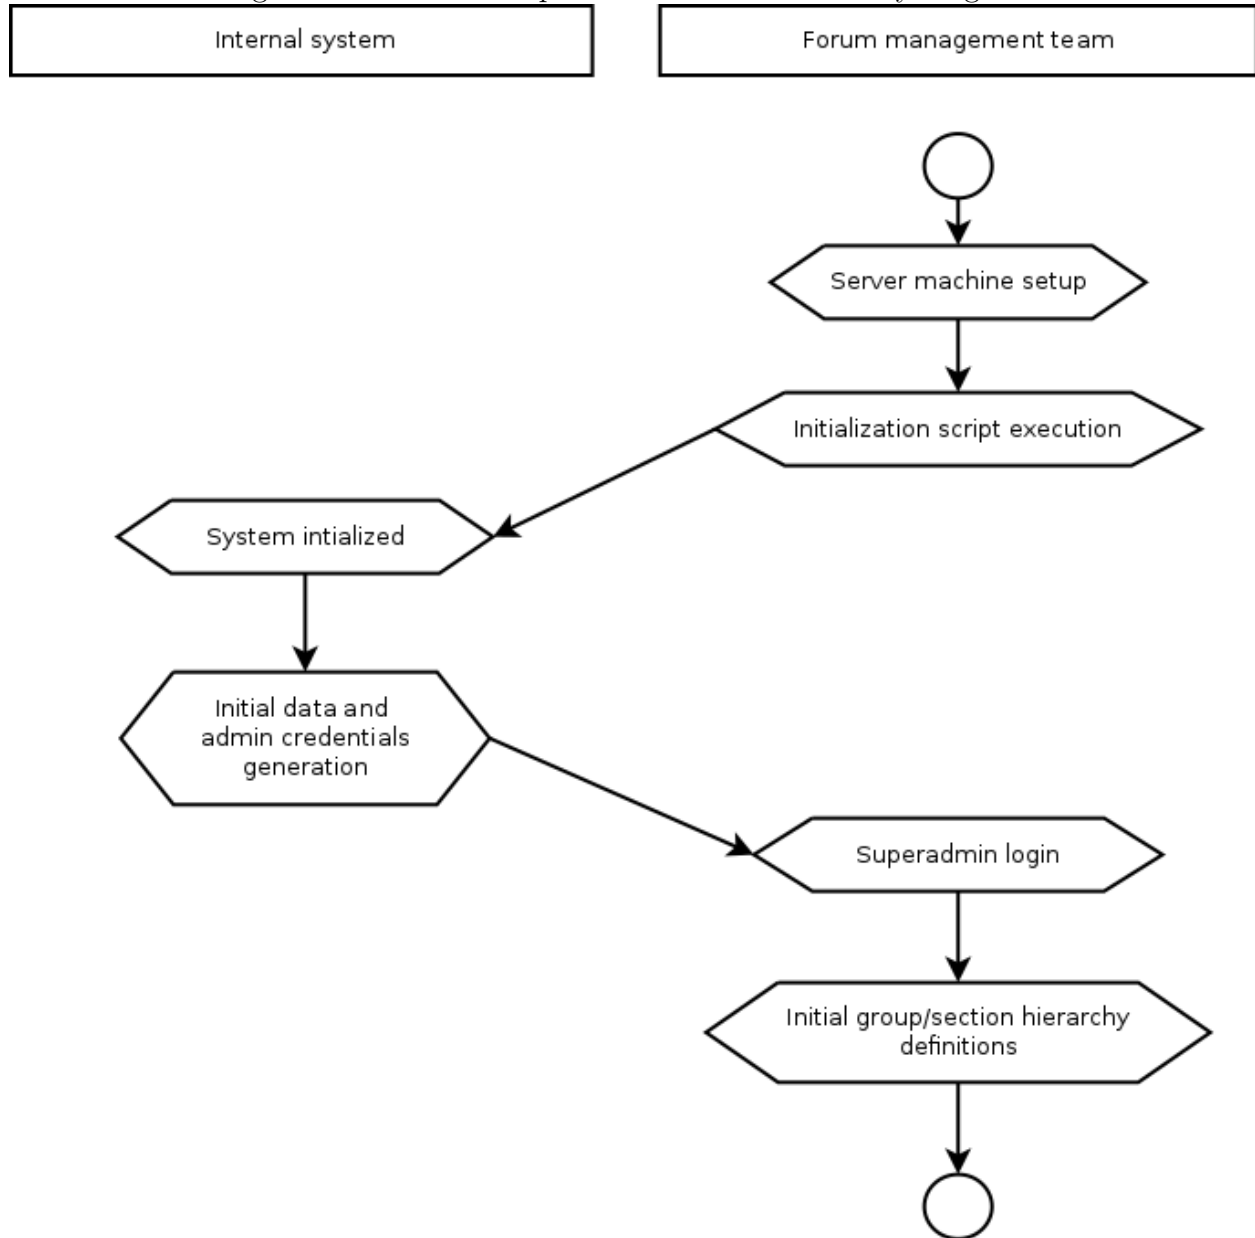 Internal system
Forum management team
Server machine setup
Initialization script execution
System intialized
Initial data and
admin credentials
generation
Superadmin login
Initial group/section hierarchy
definitions